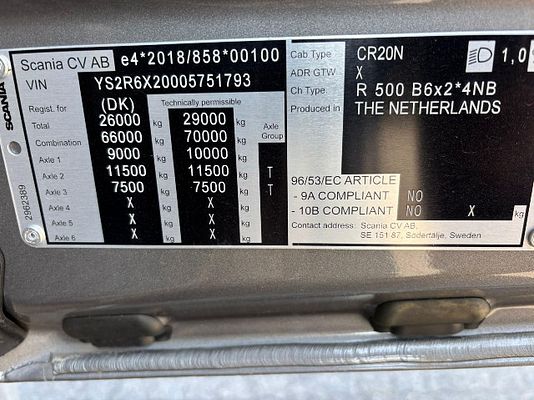 Scania CV AB e4*2018/858*00100
VIN YS2R6X20005751793
Regist. for (DK) Technically permissible
Total 26000 kg 29000 kg Axle Group
Combination 66000 kg 70000 kg
Axle 1 9000 kg 10000 kg
Axle 2 11500 kg 11500 kg T
Axle 3 7500 kg 7500 kg T
Axle 4 X kg X kg
Axle 5 X kg X kg
Axle 6 X kg X kg
SCANIA
2962389
Cab Type CR20N 1,0
ADR GTW X
Ch Type R 500 B6x2*4NB
Produced in THE NETHERLANDS
96/53/EC ARTICLE
- 9A COMPLIANT NO
- 10B COMPLIANT NO X kg
Contact address: Scania CV AB,
SE 151 87, Södertälje, Sweden